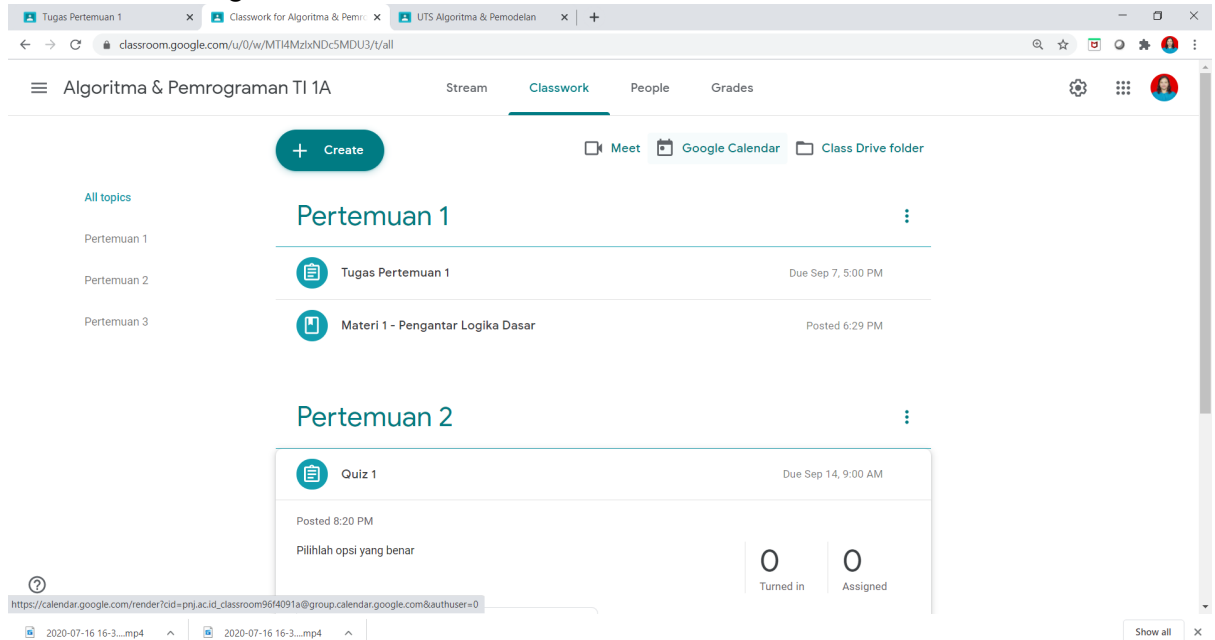 Tugas Pertemuan 1
Classwork for Algoritma & Pemro
UTS Algoritma & Pemodelan
classroom.google.com/u/0/w/MTI4MzIxNDc5MDU3/t/all
Algoritma & Pemrograman TI 1A
Stream Classwork People Grades
Create
Meet Google Calendar Class Drive folder
All topics
Pertemuan 1
Pertemuan 2
Pertemuan 3
Pertemuan 1
Tugas Pertemuan 1 Due Sep 7, 5:00 PM
Materi 1 - Pengantar Logika Dasar Posted 6:29 PM
Pertemuan 2
Quiz 1 Due Sep 14, 9:00 AM
Posted 8:20 PM
Pilihlah opsi yang benar
0 0
Turned in Assigned
https://calendar.google.com/render?cid=pnj.ac.id_classroom96f4091a@group.calendar.google.com&authuser=0
2020-07-16 16-3....mp4 2020-07-16 16-3....mp4 Show all